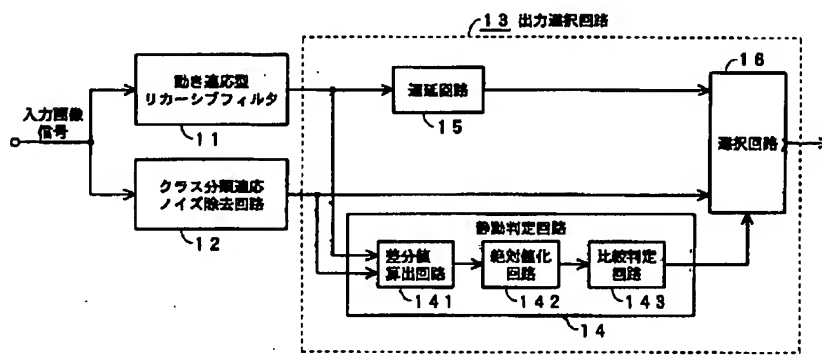 13 出力選択回路
入力画像
信号
動き適応型
リカーシブフィルタ
11
クラス分類適応
ノイズ除去回路
12
遅延回路
15
16
選択回路
静動判定回路
差分値
算出回路
141
絶対値化
回路
142
比較判定
回路
143
14